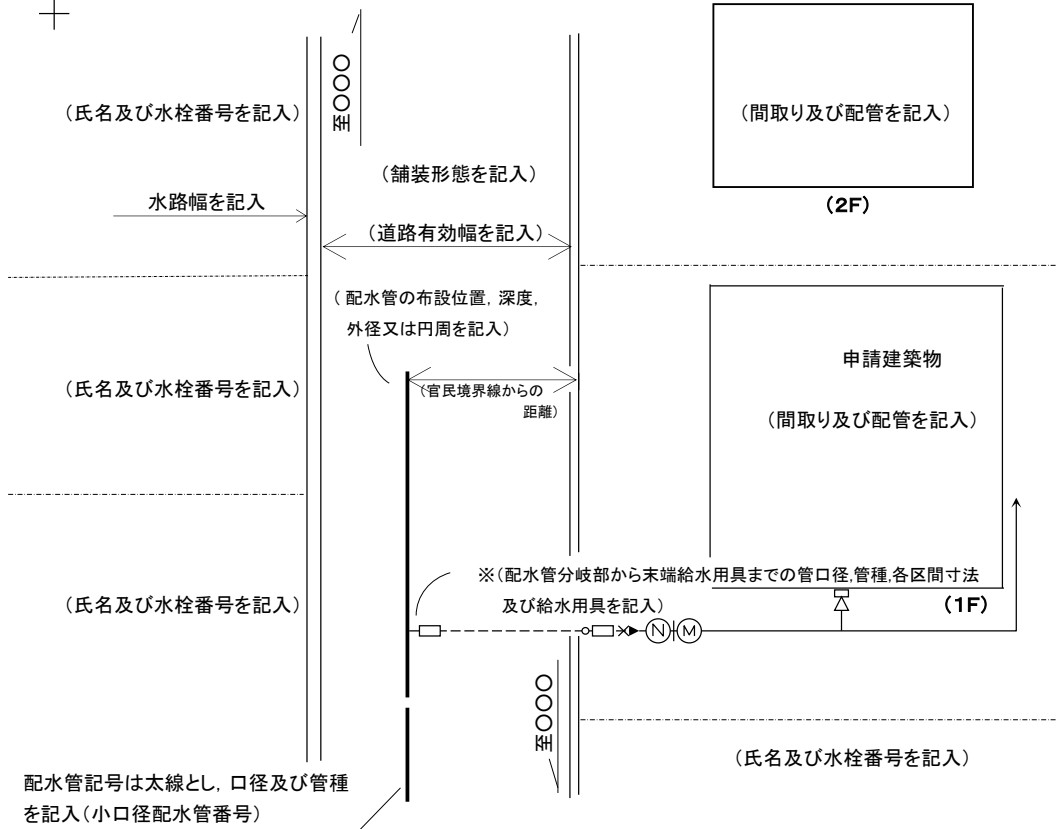 (氏名及び水栓番号を記入)
至〇〇〇
(舗装形態を記入)
水路幅を記入
(道路有効幅を記入)
(間取り及び配管を記入)
(2F)
(配水管の布設位置, 深度,
外径又は円周を記入)
(氏名及び水栓番号を記入)
(官民境界線からの
距離)
申請建築物
(間取り及び配管を記入)
(氏名及び水栓番号を記入)
※(配水管分岐部から末端給水用具までの管口径,管種,各区間寸法
及び給水用具を記入)
(1F)
N M
至〇〇〇
(氏名及び水栓番号を記入)
配水管記号は太線とし, 口径及び管種
を記入(小口径配水管番号)